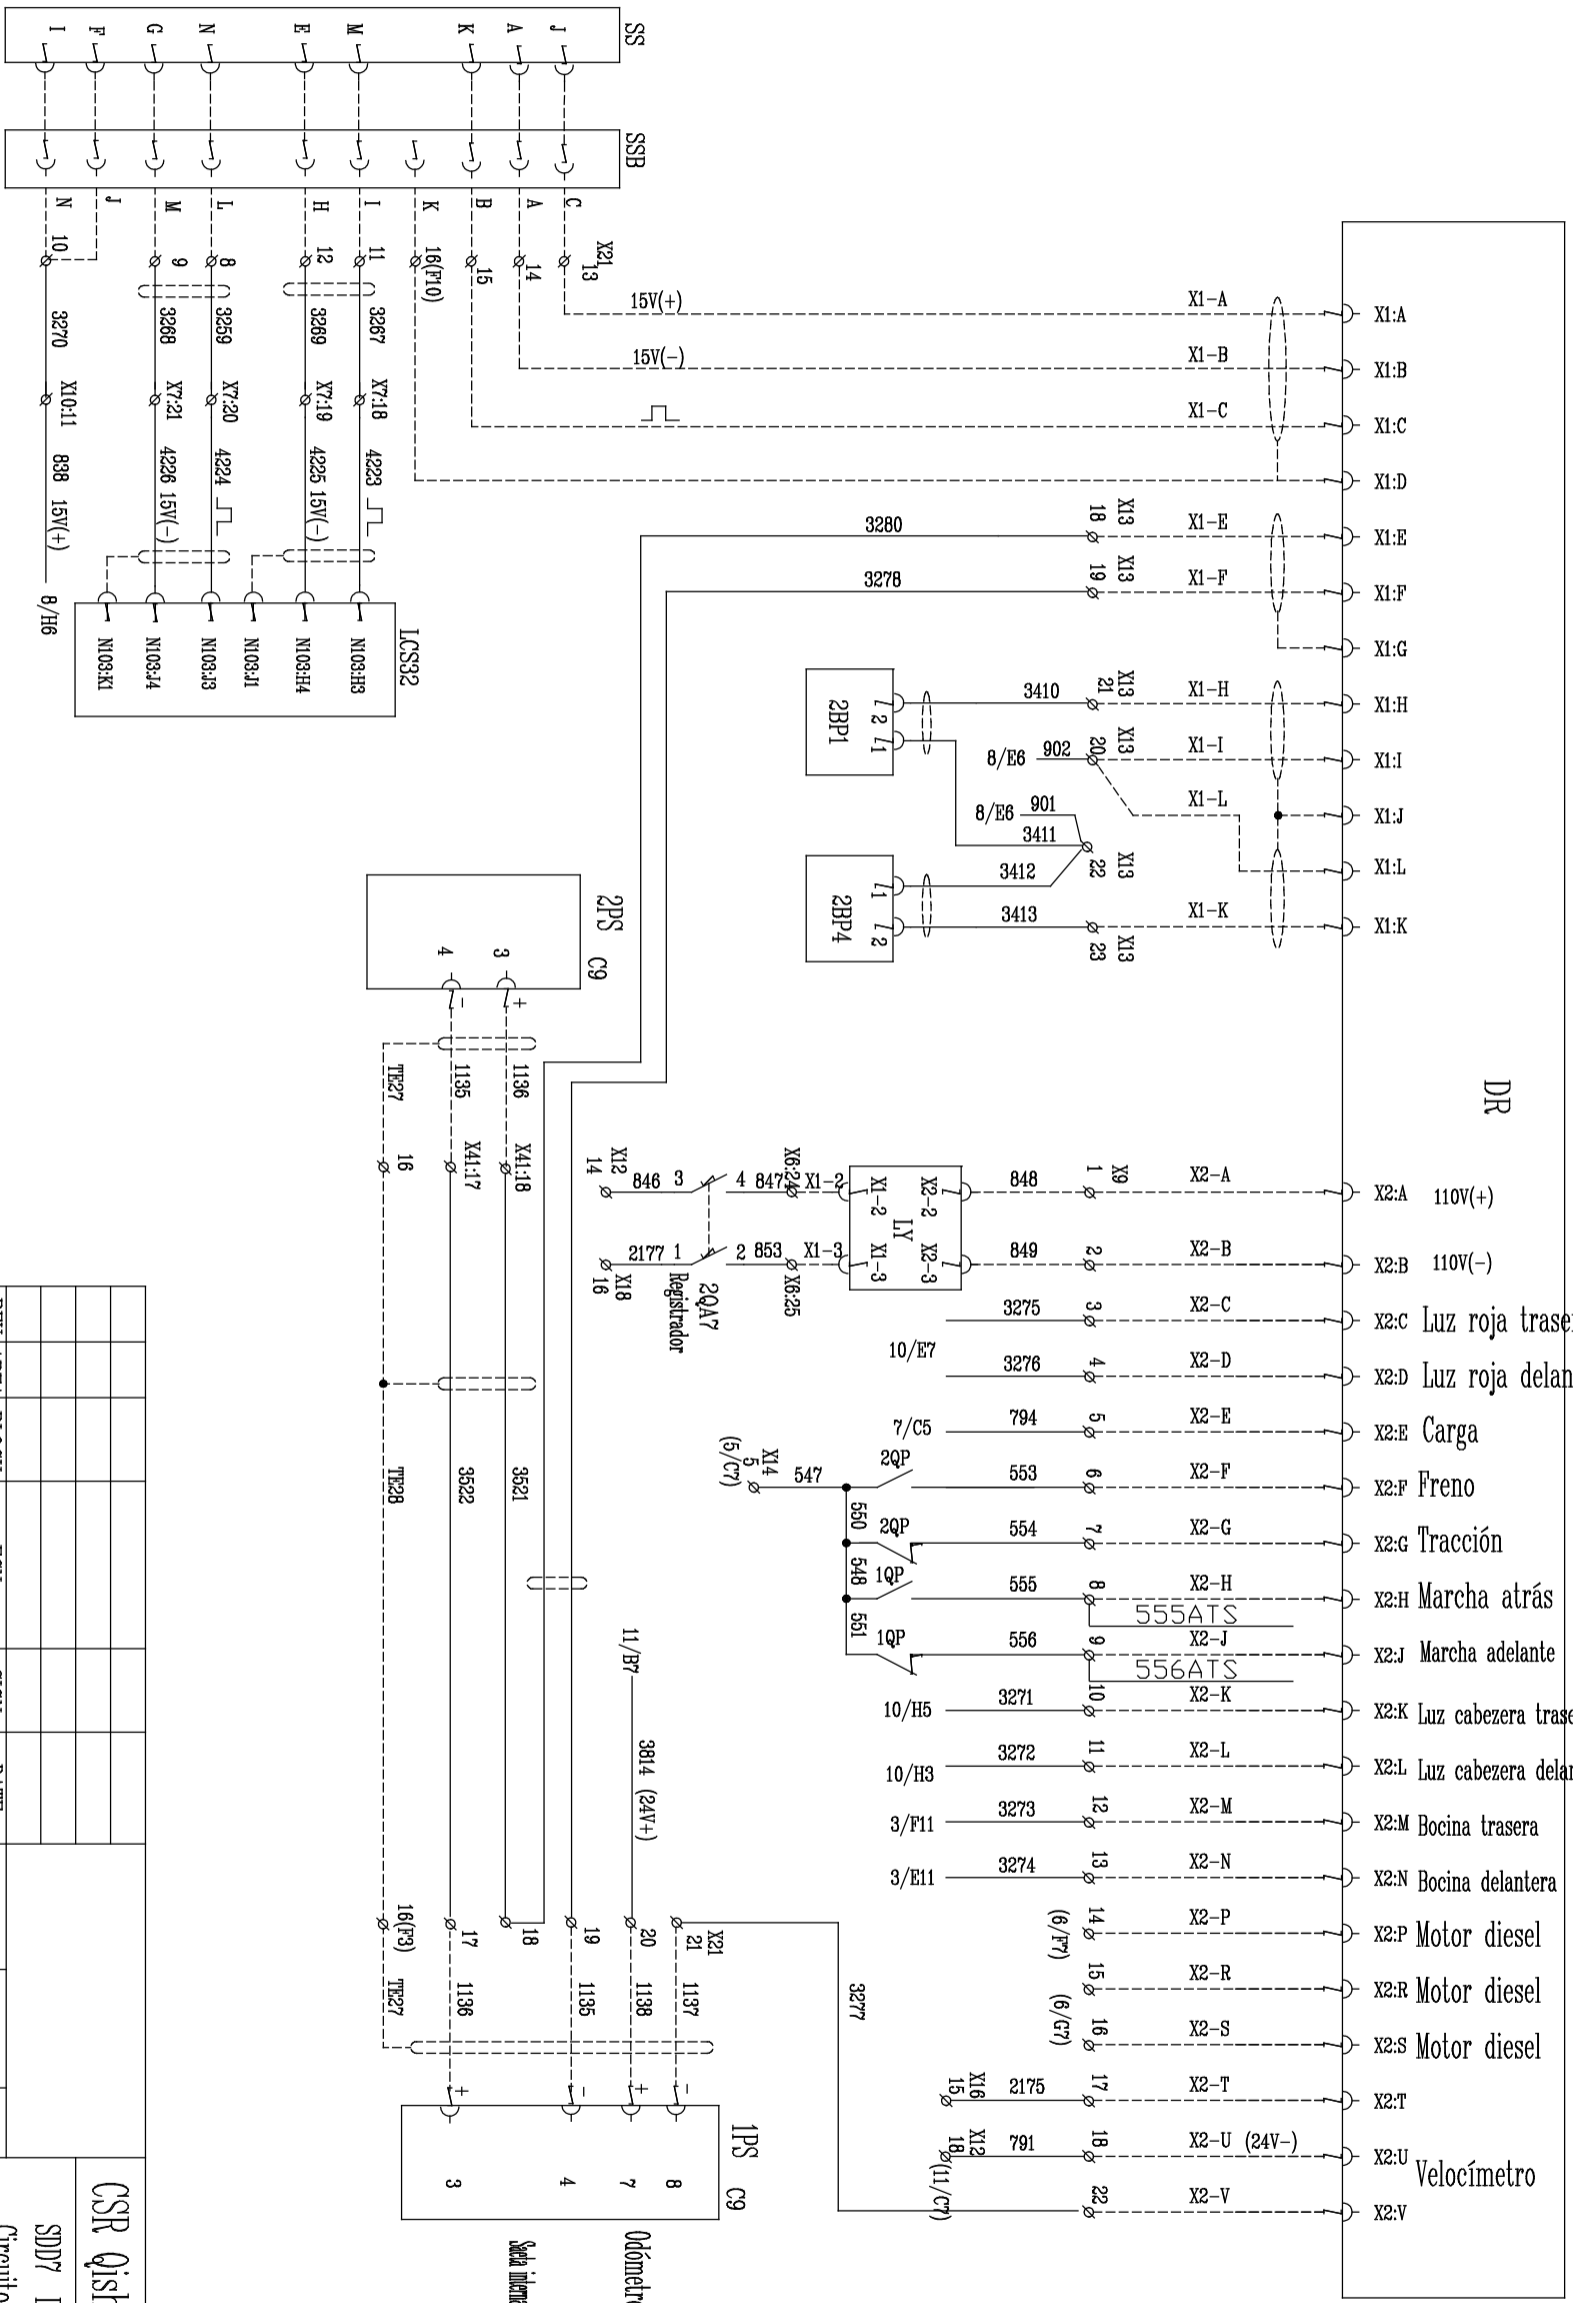 SS
I
F
G
N
E
M
K
A
J
SSB
N
J
M
L
H
I
K
B
A
C
10
9
8
12
11
16(F10)
15
14
X21
13
3270
3268
3259
3269
3267
X10:11
X7:21
X7:20
X7:19
X7:18
838
15V(+)
4226
15V(-)
4224
4225
15V(-)
4223
8/H6
LCS32
N103:K1
N103:J4
N103:J3
N103:J1
N103:H4
N103:H3
DR
15V(+)
X1-A
X1:A
15V(-)
X1-B
X1:B
X1-C
X1:C
X1:D
3280
18
X13
X1-E
X1:E
3278
19
X13
X1-F
X1:F
X1:G
2BP1
2
1
3410
21
X13
X1-H
X1:H
8/E6
902
20
X13
X1-I
X1:I
X1-L
8/E6
901
X1:J
3411
22
X13
X1:L
2BP4
1
2
3412
3413
23
X13
X1-K
X1:K
2PS
C9
4
3
-
+
1135
1136
TE27
16
X41:17
X41:18
X12
14
846
3
4
847
X6:24
X1-2
X1-2
X2-2
LY
X1-3
X2-3
848
1
X9
X2-A
X2:A
110V(+)
X18
16
2177
1
2
853
X6:25
X1-3
2QA7
Registrador
849
2
X2-B
X2:B
110V(-)
3275
3
X2-C
X2:C
Luz roja trase
10/E7
3276
4
X2-D
X2:D
Luz roja delan
7/C5
794
5
X2-E
X2:E
Carga
(5/C7)
5
X14
547
2QP
553
6
X2-F
X2:F
Freno
550
2QP
554
7
X2-G
X2:G
Tracción
548
1QP
555
8
X2-H
X2:H
Marcha atrás
555ATS
551
1QP
556
9
X2-J
X2:J
Marcha adelante
556ATS
10/H5
3271
10
X2-K
X2:K
Luz cabezera tras
10/H3
3272
11
X2-L
X2:L
Luz cabezera dela
3/F11
3273
12
X2-M
X2:M
Bocina trasera
3/E11
3274
13
X2-N
X2:N
Bocina delantera
(6/F7)
14
X2-P
X2:P
Motor diesel
15
X2-R
X2:R
Motor diesel
(6/G7)
16
X2-S
X2:S
Motor diesel
X16
15
2175
17
X2-T
X2:T
X12
18
791
18
X2-U
(24V-)
X2:U
(11/C7)
Velocímetro
22
X2-V
X2:V
3277
TE28
3522
3521
11/B7
3814
(24V+)
16(F3)
17
18
19
20
21
X21
TE27
1136
1135
1138
1137
+
-
+
-
1PS
C9
3
4
7
8
Odómetr
CSR
SDD7